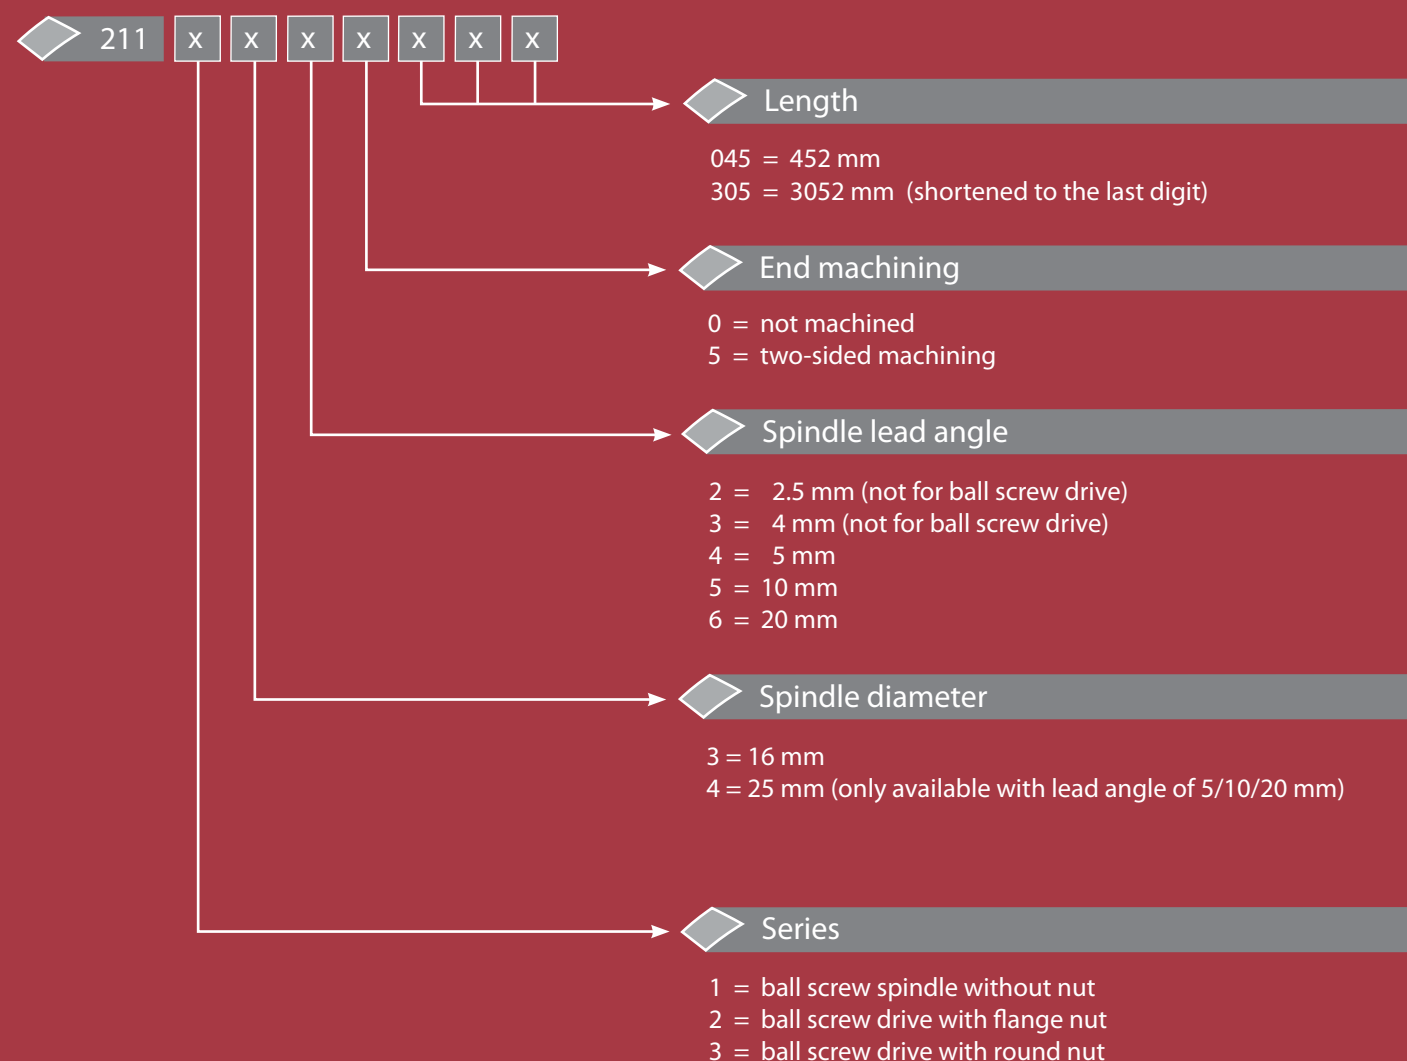 211 x x x x x x x
Length
045 = 452 mm
305 = 3052 mm (shortened to the last digit)
End machining
0 = not machined
5 = two-sided machining
Spindle lead angle
2 = 2.5 mm (not for ball screw drive)
3 = 4 mm (not for ball screw drive)
4 = 5 mm
5 = 10 mm
6 = 20 mm
Spindle diameter
3 = 16 mm
4 = 25 mm (only available with lead angle of 5/10/20 mm)
Series
1 = ball screw spindle without nut
2 = ball screw drive with flange nut
3 = ball screw drive with round nut